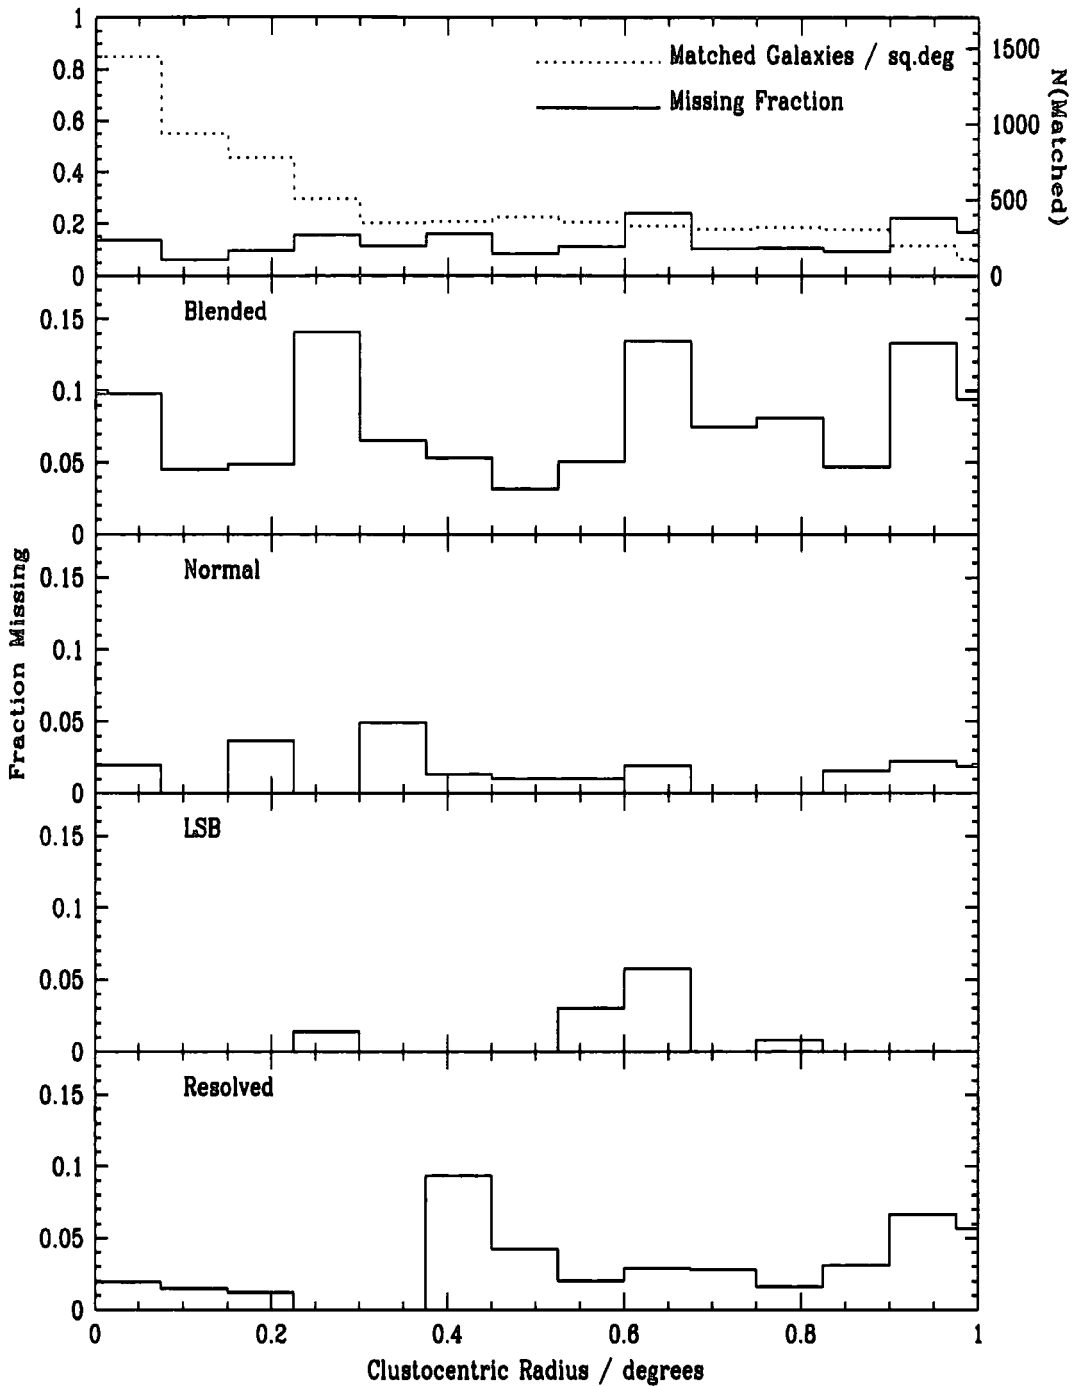 1
0.8
0.6
0.4
0.2
0
Matched Galaxies / sq.deg
Missing Fraction
1500
1000
500
0
N(Matched)
Blended
0.15
0.1
0.05
0
Normal
0.15
0.1
0.05
0
Fraction Missing
LSB
0.15
0.1
0.05
0
Resolved
0.15
0.1
0.05
0
0 0.2 0.4 0.6 0.8 1
Clustocentric Radius / degrees